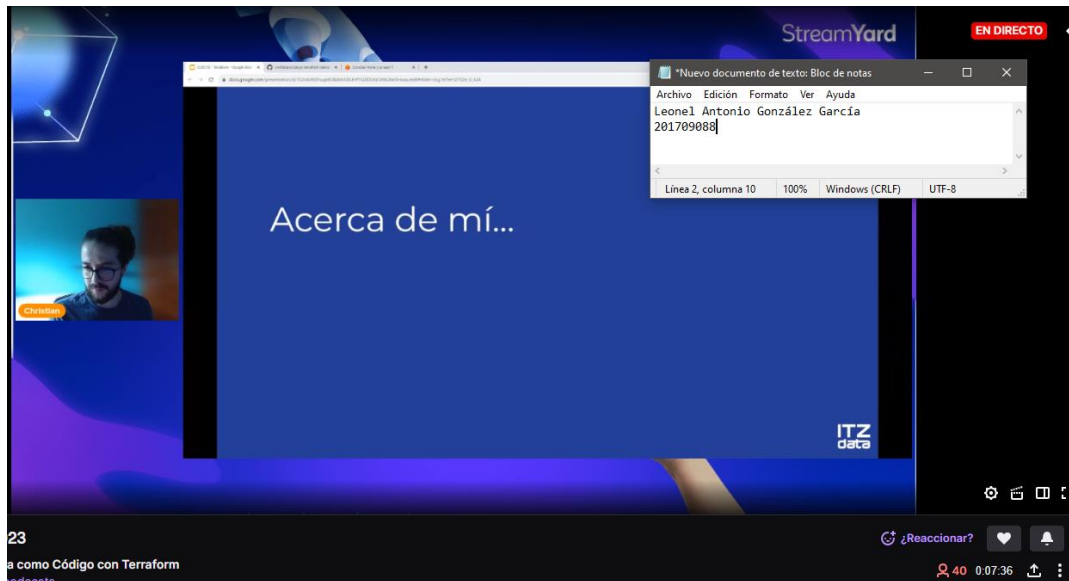 StreamYard
EN DIRECTO
*Nuevo documento de texto: Bloc de notas
Archivo Edición Formato Ver Ayuda
Leonel Antonio González García
201709088
Línea 2, columna 10 100% Windows (CRLF) UTF-8
Acerca de mí...
Christian
ITZ
data
23
¿Reaccionar?
a como Código con Terraform
40 0:07:36